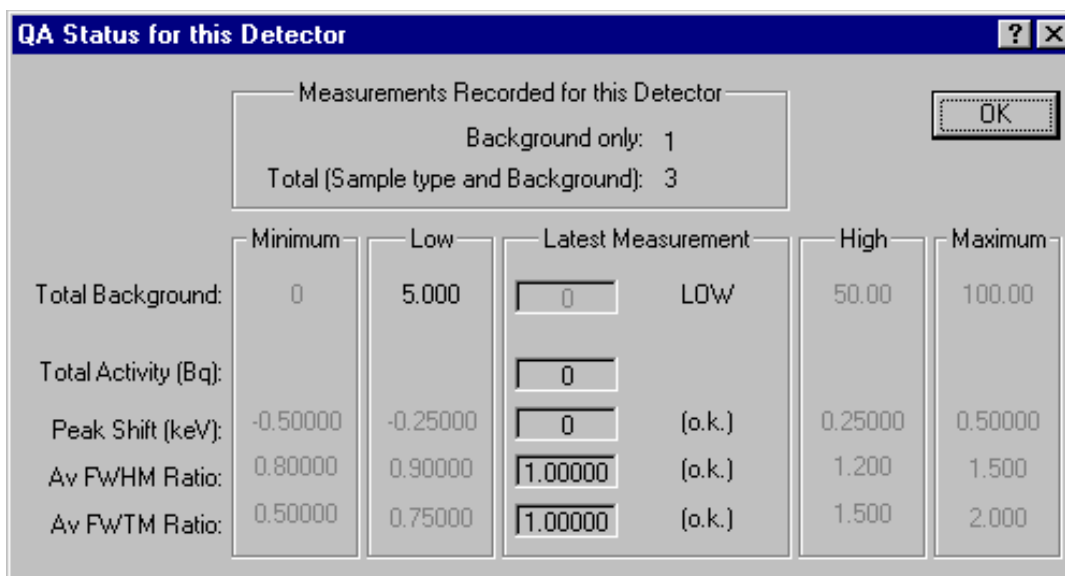 QA Status for this Detector ? X
Measurements Recorded for this Detector
OK
Background only: 1
Total (Sample type and Background): 3
Minimum Low Latest Measurement High Maximum
Total Background: 0 5.000 0 LOW 50.00 100.00
Total Activity (Bq): 0
Peak Shift (keV): -0.50000 -0.25000 0 (o.k.) 0.25000 0.50000
Av FWHM Ratio: 0.80000 0.90000 1.00000 (o.k.) 1.200 1.500
Av FWTM Ratio: 0.50000 0.75000 1.00000 (o.k.) 1.500 2.000